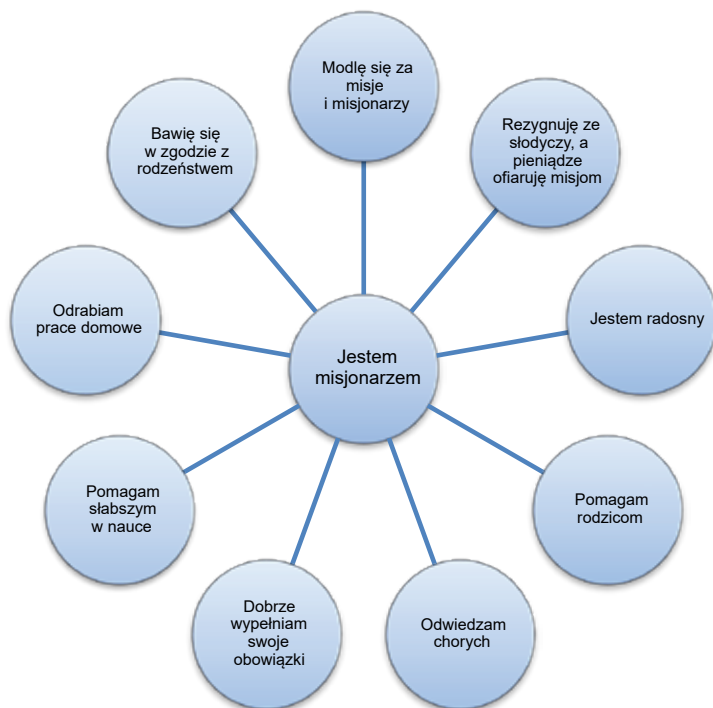 Modlę się za
misje
i misjonarzy
Rezygnuję ze
słodyczy, a
pieniądze
ofiaruję misjom
Jestem radosny
Pomagam
rodzicom
Odwiedzam
chorych
Dobrze
wypełniam
swoje
obowiązki
Pomagam
słabszym
w nauce
Odrabiam
prace domowe
Bawię się
w zgodzie z
rodzeństwem
Jestem
misjonarzem